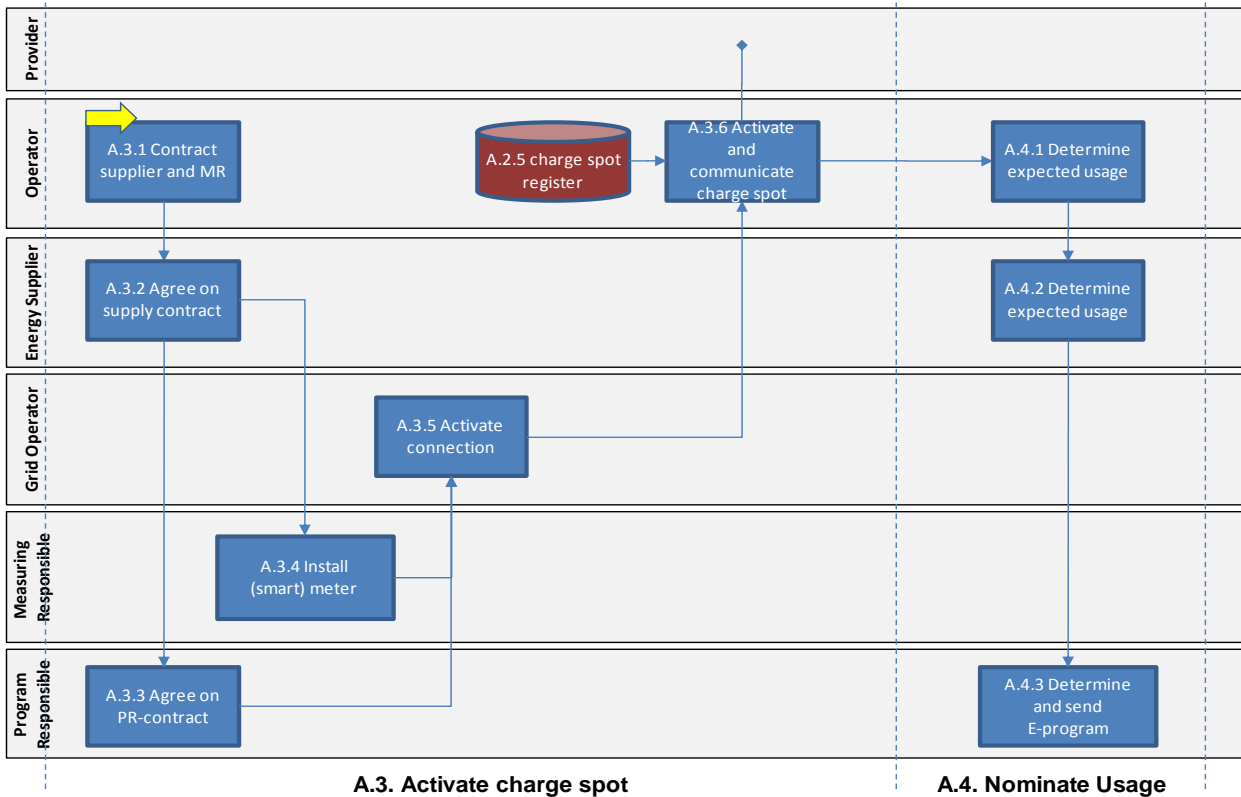 Provider
Operator
A.3.1 Contract
supplier and MR
A.2.5 charge spot
register
A.3.6 Activate
and
communicate
charge spot
A.4.1 Determine
expected usage
Energy Supplier
A.3.2 Agree on
supply contract
A.4.2 Determine
expected usage
Grid Operator
A.3.5 Activate
connection
Measuring
Responsible
A.3.4 Install
(smart) meter
Program
Responsible
A.3.3 Agree on
PR-contract
A.4.3 Determine
and send
E-program
A.3. Activate charge spot
A.4. Nominate Usage